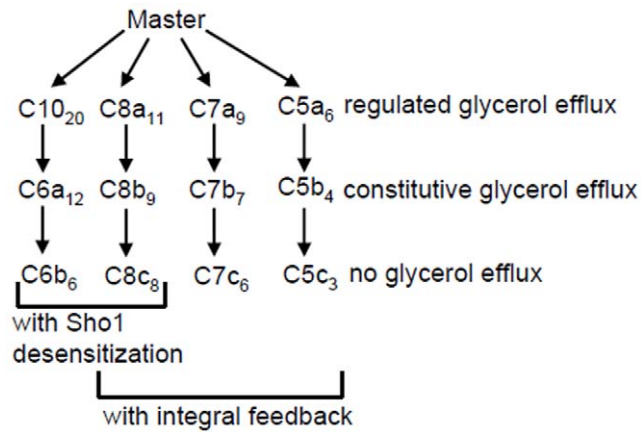 Master
C10₂₀ C8a₁₁ C7a₉ C5a₆ regulated glycerol efflux
C6a₁₂ C8b₉ C7b₇ C5b₄ constitutive glycerol efflux
C6b₆ C8c₈ C7c₆ C5c₃ no glycerol efflux
with Sho1
desensitization
with integral feedback